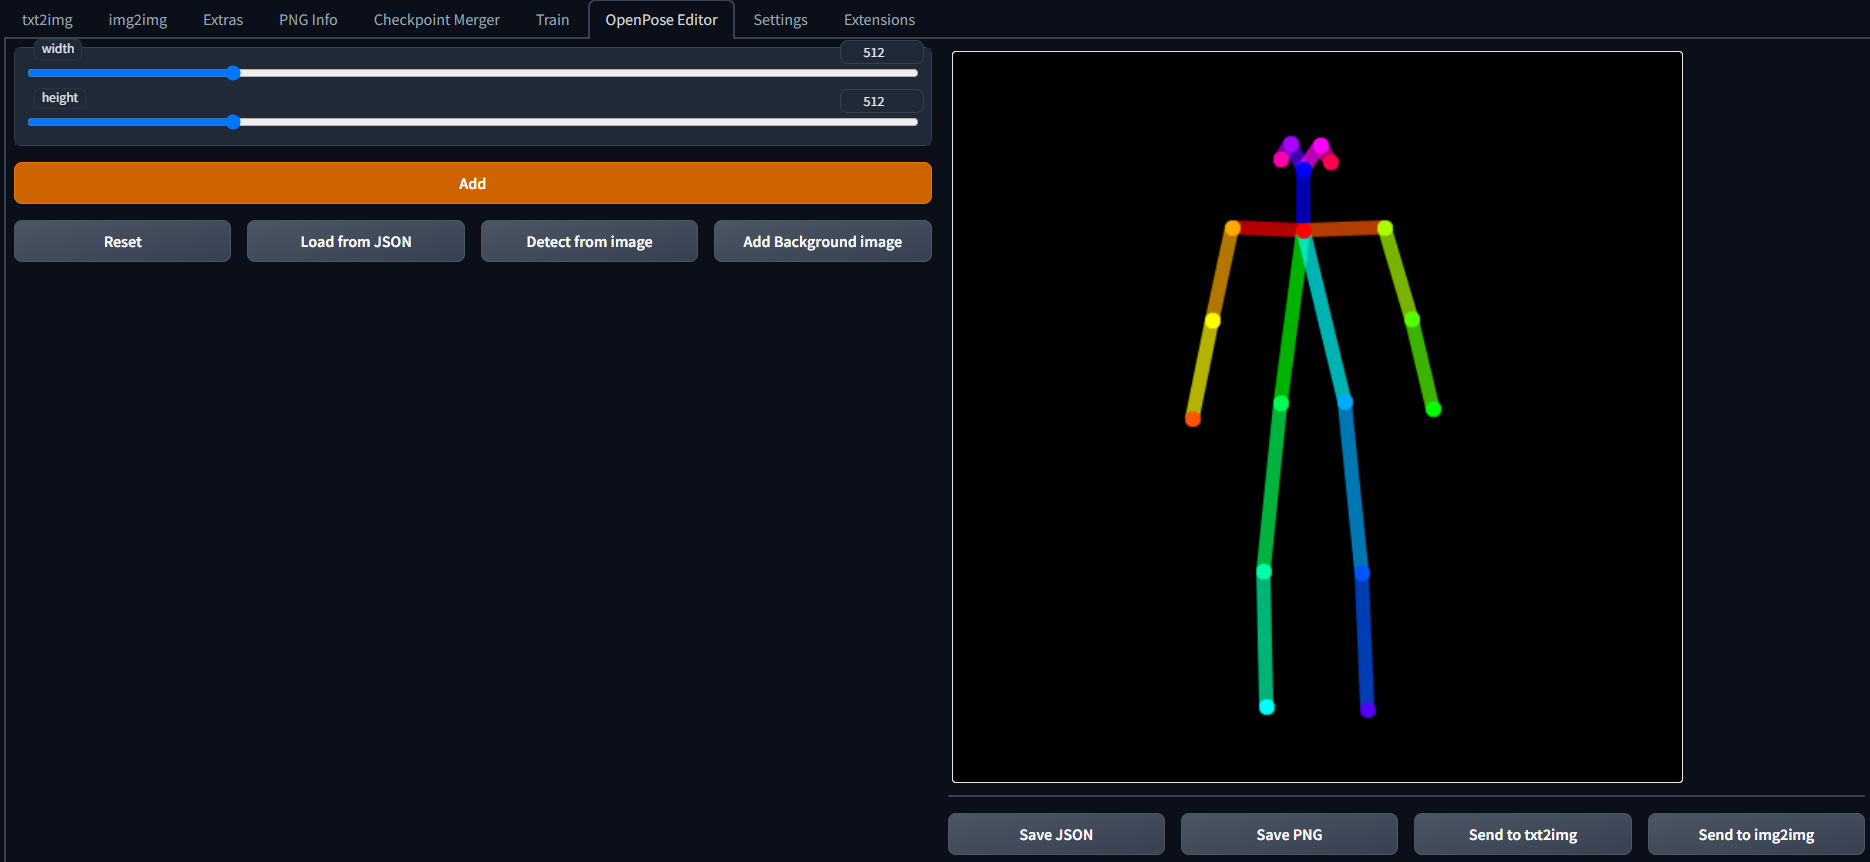 txt2img img2img Extras PNG Info Checkpoint Merger Train OpenPose Editor Settings Extensions
width 512
height 512
Add
Reset Load from JSON Detect from image Add Background image
Save JSON Save PNG Send to txt2img Send to img2img